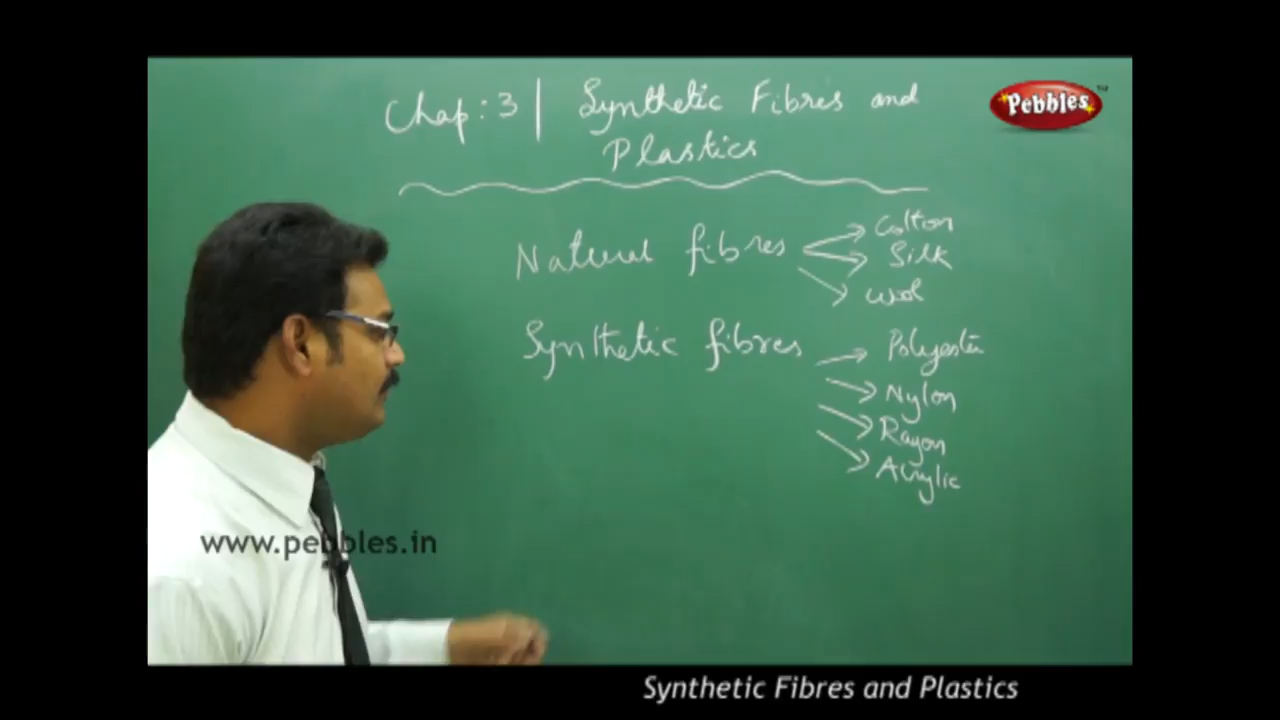 Chap: 3 | Synthetic Fibres and
Plastics
Pebbles™
Natural fibres
Cotton
Silk
Wool
Synthetic fibres
Polyester
Nylon
Rayon
Acrylic
www.pebbles.in
Synthetic Fibres and Plastics